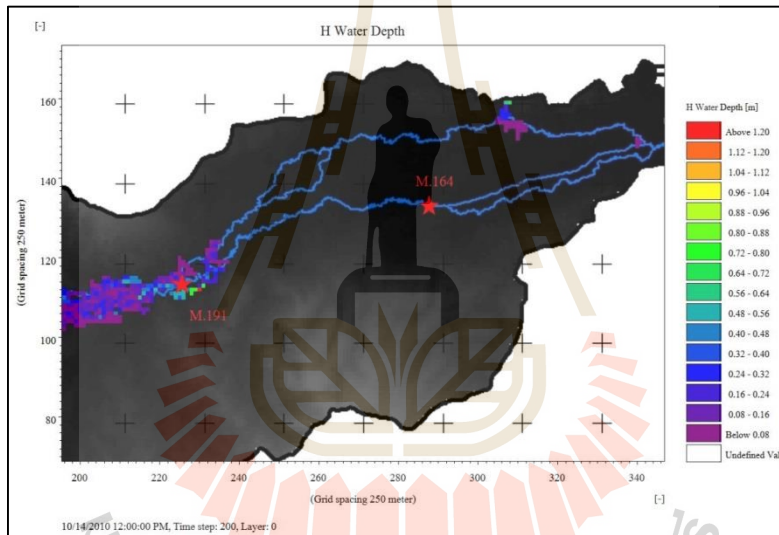 [-]
H Water Depth
160
140
120
100
80
(Grid spacing 250 meter)
M.164
M.191
200 220 240 260 280 300 320 340
(Grid spacing 250 meter) [-]
H Water Depth [m]
Above 1.20
1.12 - 1.20
1.04 - 1.12
0.96 - 1.04
0.88 - 0.96
0.80 - 0.88
0.72 - 0.80
0.64 - 0.72
0.56 - 0.64
0.48 - 0.56
0.40 - 0.48
0.32 - 0.40
0.24 - 0.32
0.16 - 0.24
0.08 - 0.16
Below 0.08
Undefined Val
10/14/2010 12:00:00 PM, Time step: 200, Layer: 0